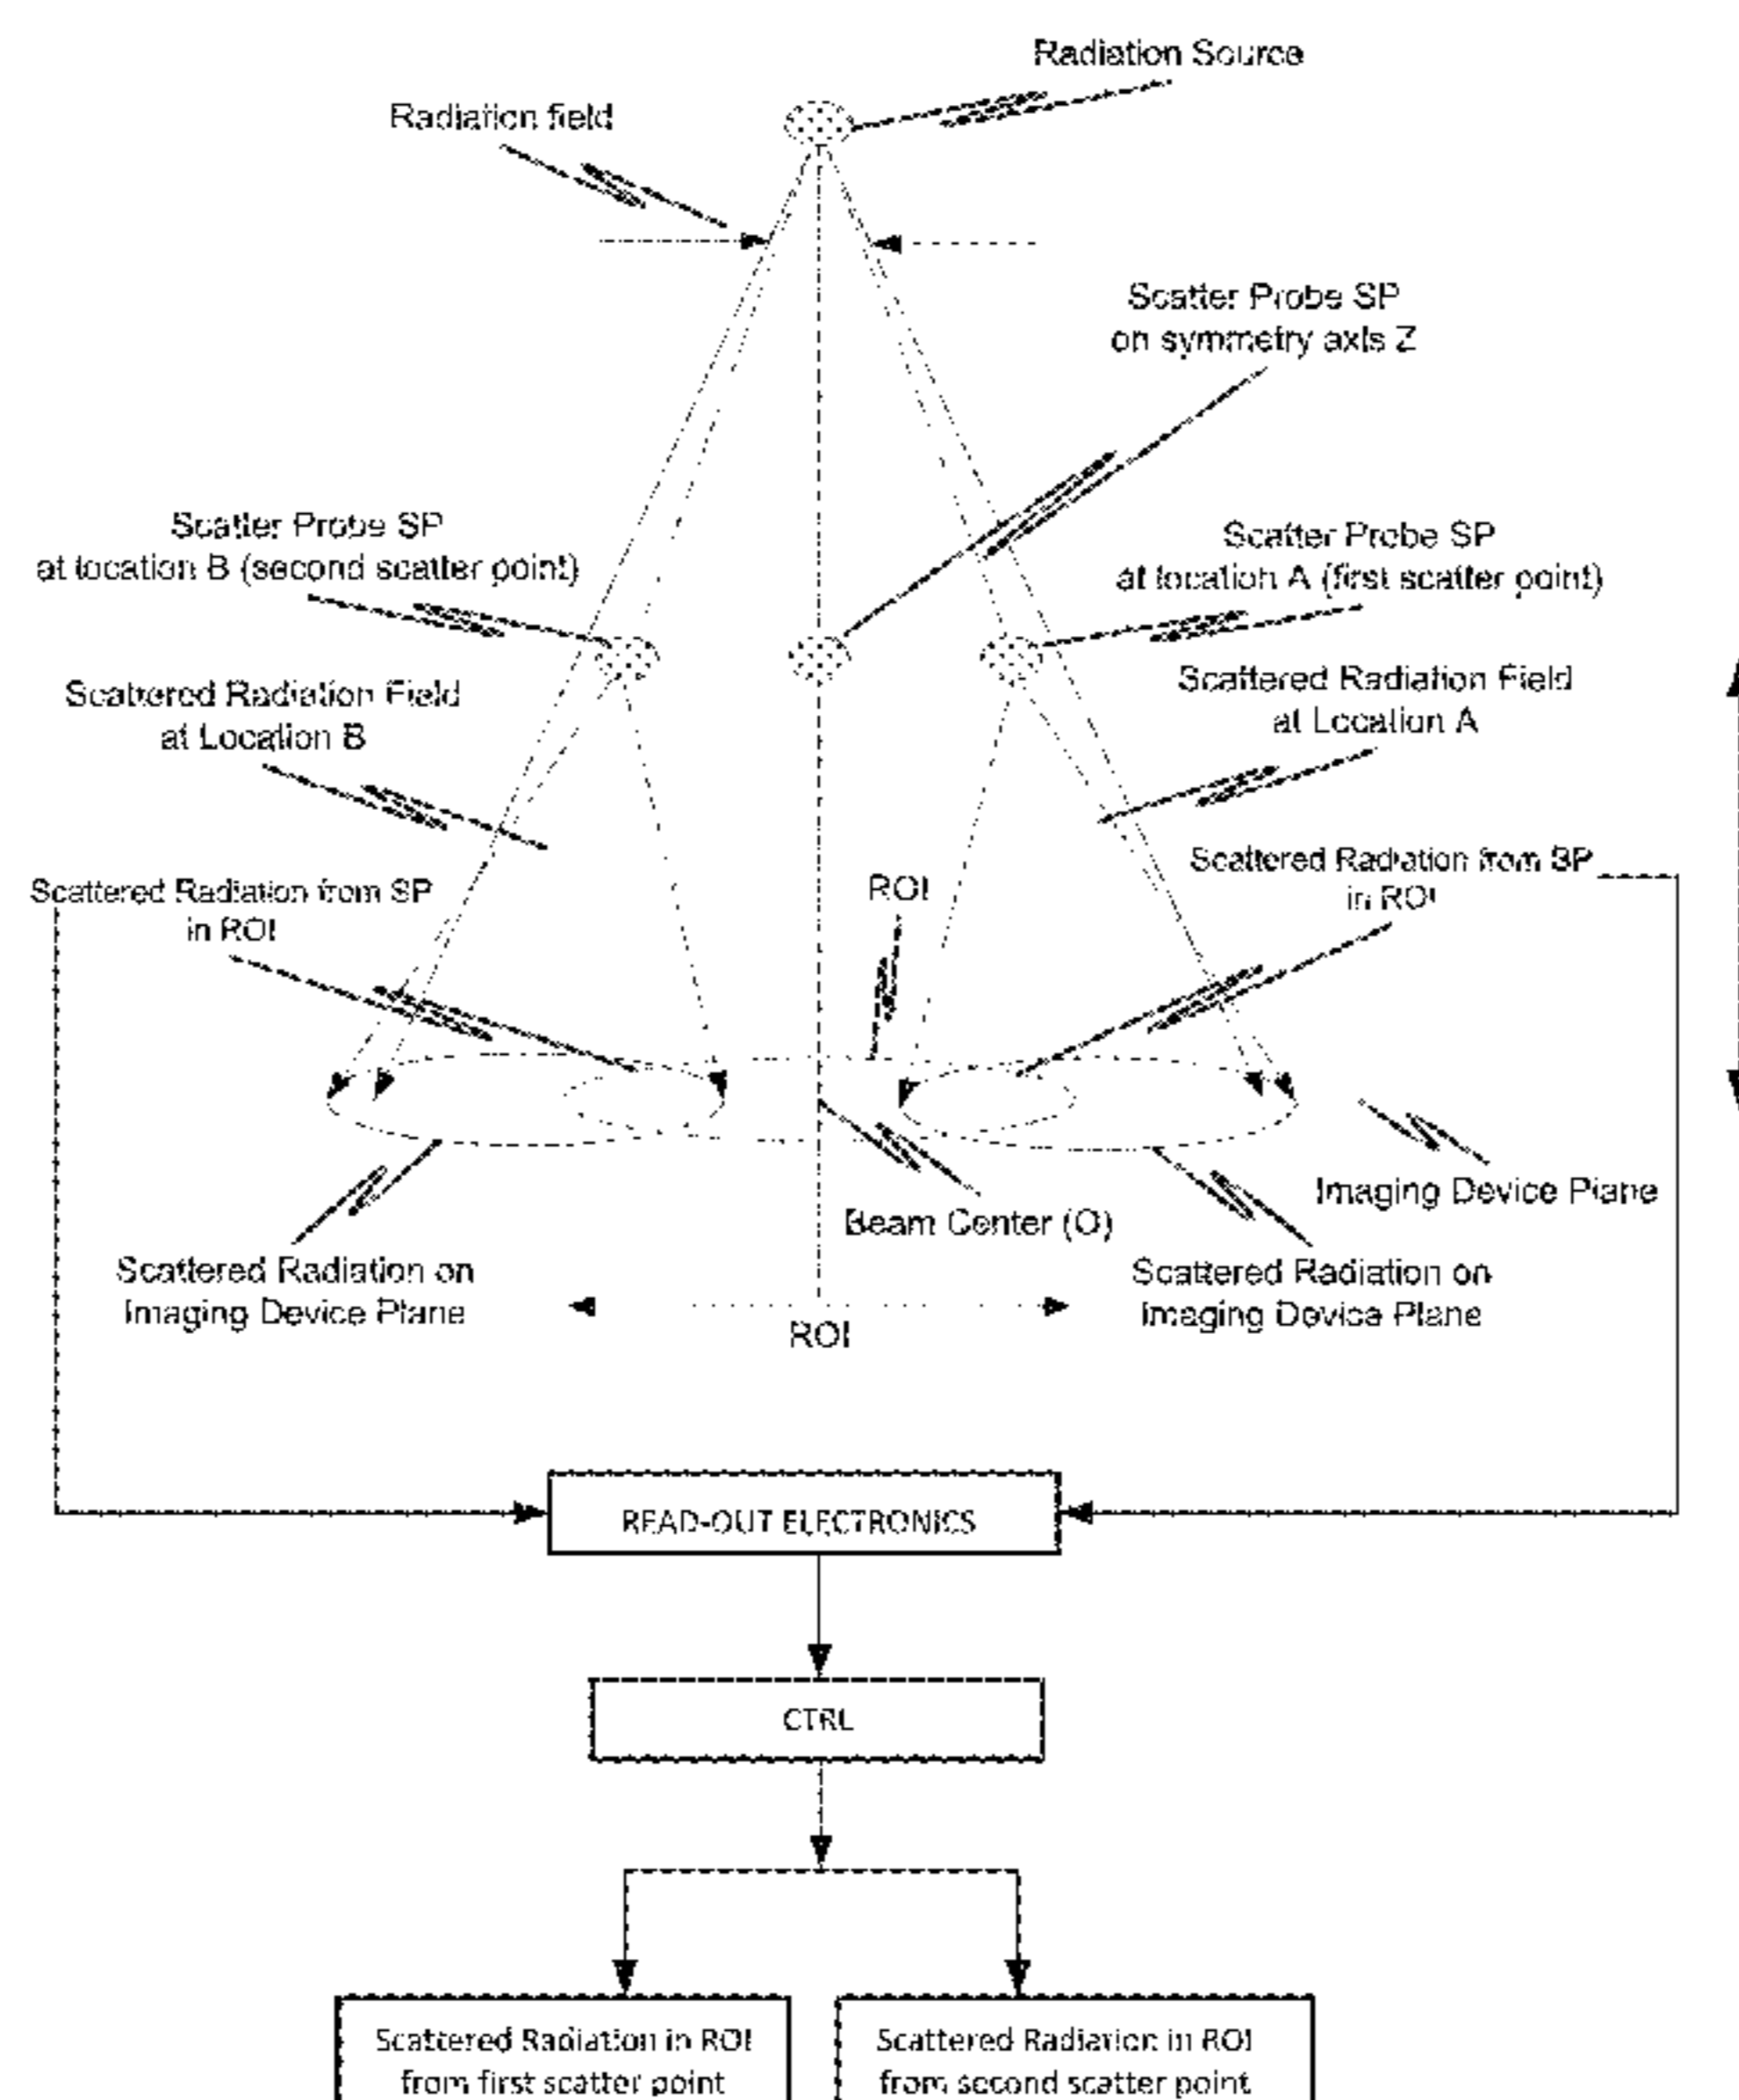 Radiation Source
Radiation field
Scatter Probe SP
on symmetry axis Z
Scatter Probe SP
at location B (second scatter point)
Scatter Probe SP
at location A (first scatter point)
Scattered Radiation Field
at Location B
Scattered Radiation Field
at Location A
Scattered Radiation from SP
in ROI
ROI
Scattered Radiation from SP
in ROI
Imaging Device Plane
Beam Center (O)
Scattered Radiation on
Imaging Device Plane
Scattered Radiation on
Imaging Device Plane
ROI
READ-OUT ELECTRONICS
CTRL
Scattered Radiation in ROI
from first scatter point
Scattered Radiation in ROI
from second scatter point